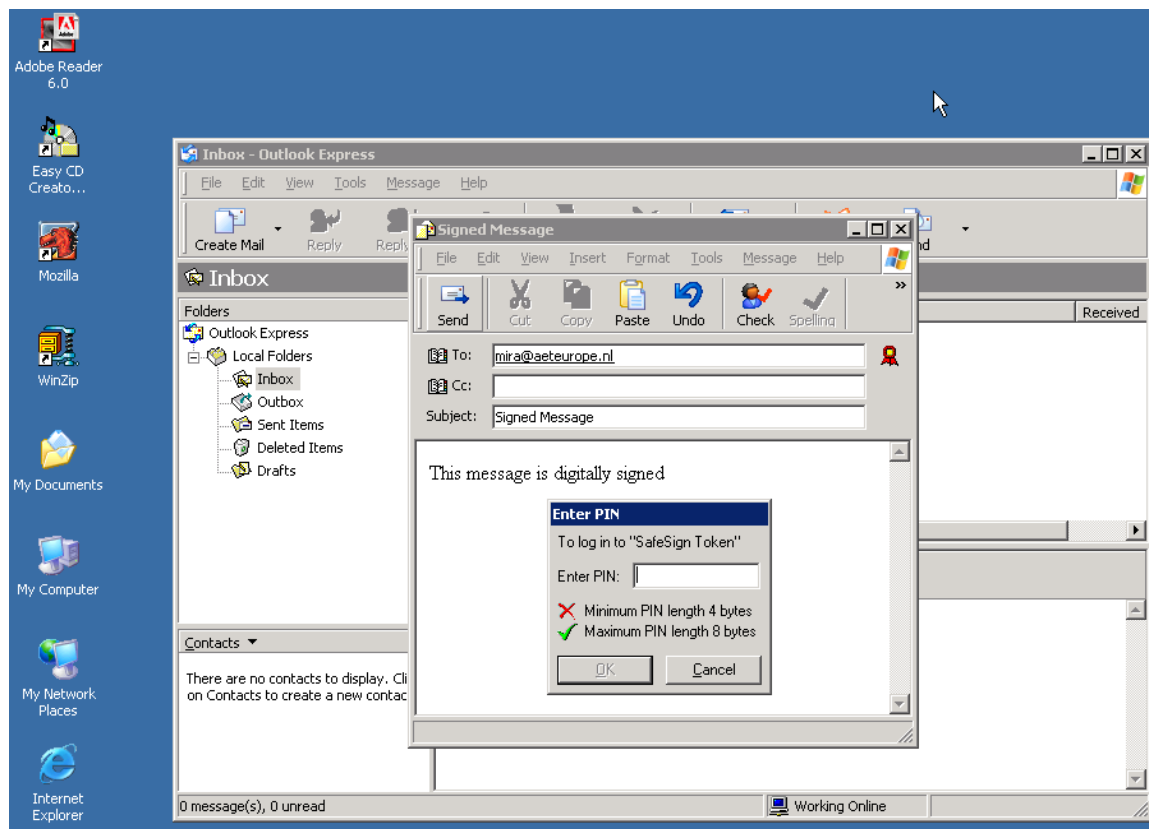 Adobe Reader
6.0
Easy CD
Creato...
Mozilla
WinZip
My Documents
My Computer
My Network
Places
Internet
Explorer
Inbox - Outlook Express
File Edit View Tools Message Help
Create Mail Reply Reply
Inbox
Folders
Outlook Express
Local Folders
Inbox
Outbox
Sent Items
Deleted Items
Drafts
Contacts
There are no contacts to display. Cli
on Contacts to create a new contac
0 message(s), 0 unread
Working Online
Received
Signed Message
File Edit View Insert Format Tools Message Help
Send Cut Copy Paste Undo Check Spelling »
To: mira@aeteurope.nl
Cc:
Subject: Signed Message
This message is digitally signed
Enter PIN
To log in to "SafeSign Token"
Enter PIN:
Minimum PIN length 4 bytes
Maximum PIN length 8 bytes
OK Cancel